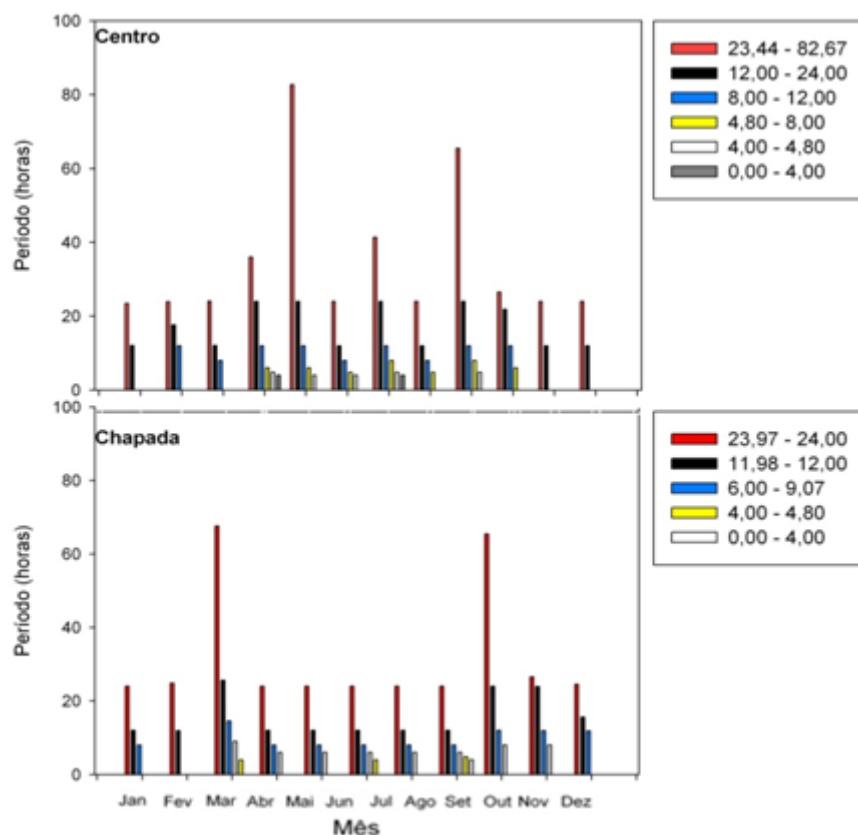 Centro
100
80
60
40
20
0
Período (horas)
23,44 - 82,67
12,00 - 24,00
8,00 - 12,00
4,80 - 8,00
4,00 - 4,80
0,00 - 4,00
Chapada
100
80
60
40
20
0
Período (horas)
23,97 - 24,00
11,98 - 12,00
6,00 - 9,07
4,00 - 4,80
0,00 - 4,00
Jan Fev Mar Abr Mai Jun Jul Ago Set Out Nov Dez
Mês